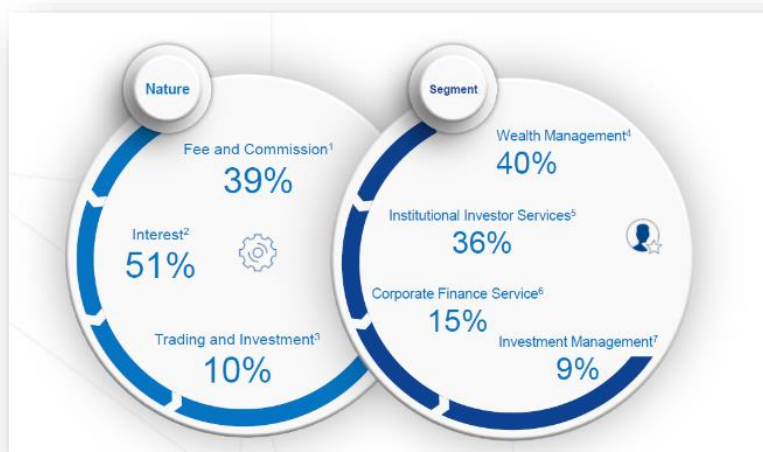 Nature
Fee and Commission¹
39%
Interest²
51%
Trading and Investment³
10%
Segment
Wealth Management⁴
40%
Institutional Investor Services⁵
36%
Corporate Finance Service⁶
15%
Investment Management⁷
9%